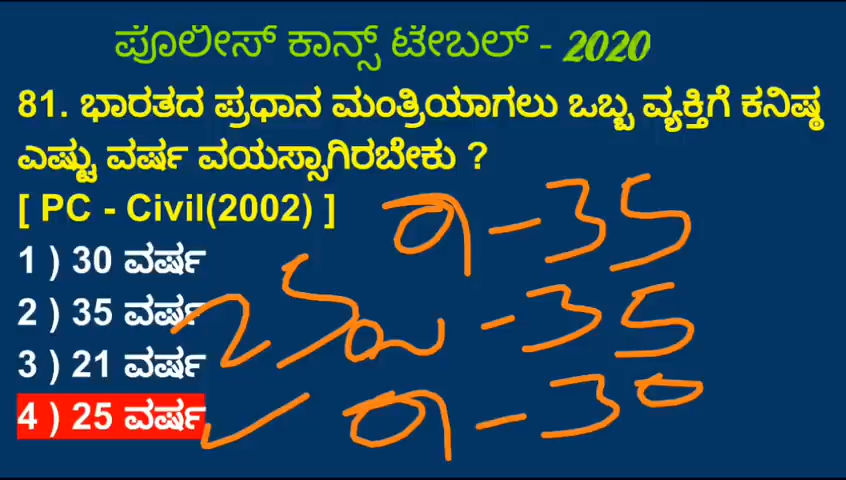 ಪೊಲೀಸ್ ಕಾನ್ಸ್ ಟೇಬಲ್ - 2020
81. ಭಾರತದ ಪ್ರಧಾನ ಮಂತ್ರಿಯಾಗಲು ಒಬ್ಬ ವ್ಯಕ್ತಿಗೆ ಕನಿಷ್ಠ
ಎಷ್ಟು ವರ್ಷ ವಯಸ್ಸಾಗಿರಬೇಕು ?
[ PC - Civil(2002) ]
- 35
1 ) 30 ವರ್ಷ
25
2 ) 35 ವರ್ಷ
- 35
3 ) 21 ವರ್ಷ
- 30
4 ) 25 ವರ್ಷ